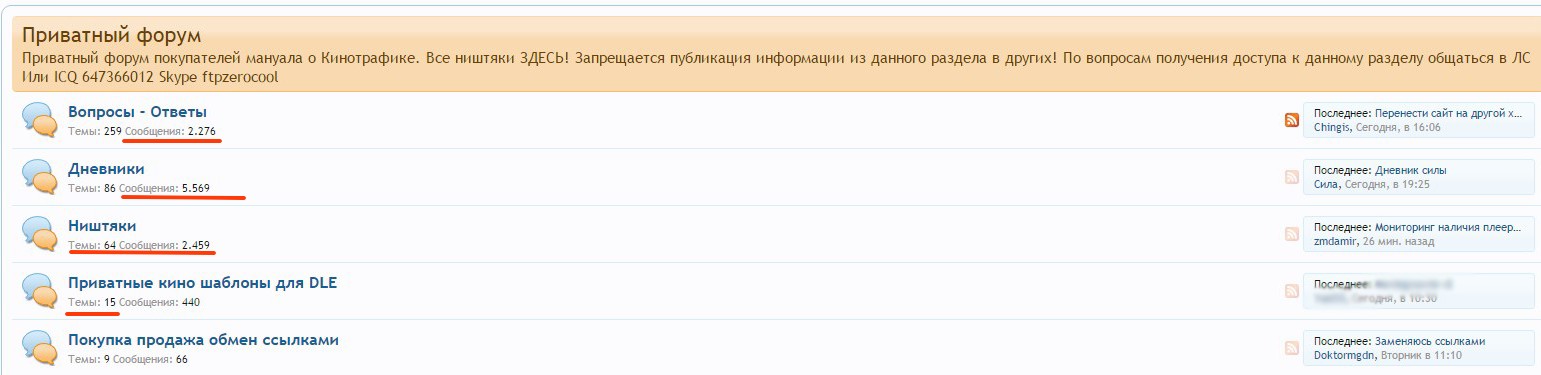 Приватный форум
Приватный форум покупателей мануала о Кинотрафике. Все ништяки ЗДЕСЬ! Запрещается публикация информации из данного раздела в других! По вопросам получения доступа к данному разделу общаться в ЛС
Или ICQ 647366012 Skype ftpzerocool
Вопросы - Ответы
Темы: 259 Сообщения: 2.276
Последнее: Перенести сайт на другой х...
Chingis, Сегодня, в 16:06
Дневники
Темы: 86 Сообщения: 5.569
Последнее: Дневник силы
Сила, Сегодня, в 19:25
Ништяки
Темы: 64 Сообщения: 2.459
Последнее: Мониторинг наличия плеер...
zmdamir, 26 мин. назад
Приватные кино шаблоны для DLE
Темы: 15 Сообщения: 440
Последнее:
Сегодня, в 10:30
Покупка продажа обмен ссылками
Темы: 9 Сообщения: 66
Последнее: Заменяюсь ссылками
Doktormgdn, Вторник в 11:10